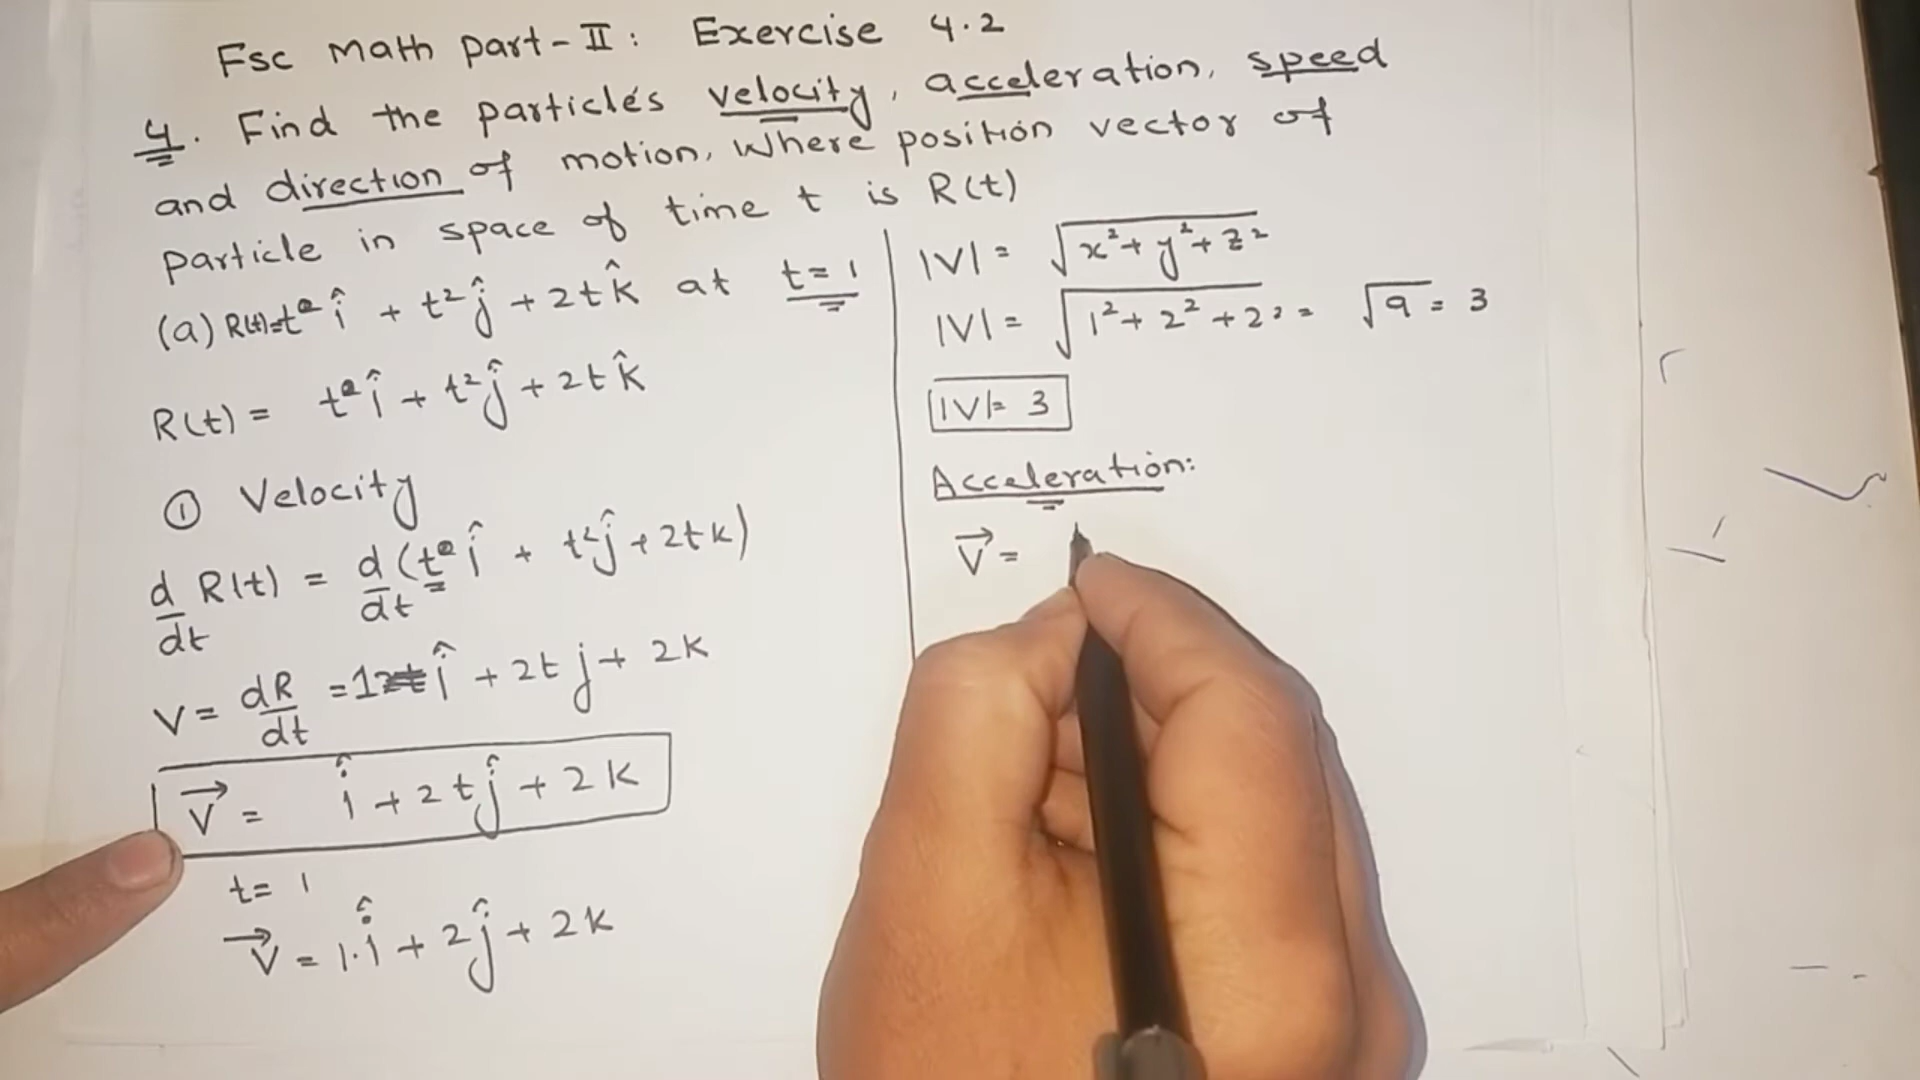 Fsc Math part-II: Exercise 4.2
4. Find the particle's velocity, acceleration, speed
and direction of motion, where position vector of
particle in space of time t is R(t)
(a) R(t)=t î + t² ĵ + 2t k̂ at t=1
R(t) = t î + t² ĵ + 2t k̂
① Velocity
d/dt R(t) = d/dt (t î + t² ĵ + 2t k)
V = dR/dt = 1 î + 2t j + 2k
V⃗ = î + 2t ĵ + 2k
t = 1
V⃗ = 1.î + 2ĵ + 2k
|V| = √x² + y² + z²
|V| = √1² + 2² + 2² = √9 = 3
|V| = 3
Acceleration:
V⃗ =